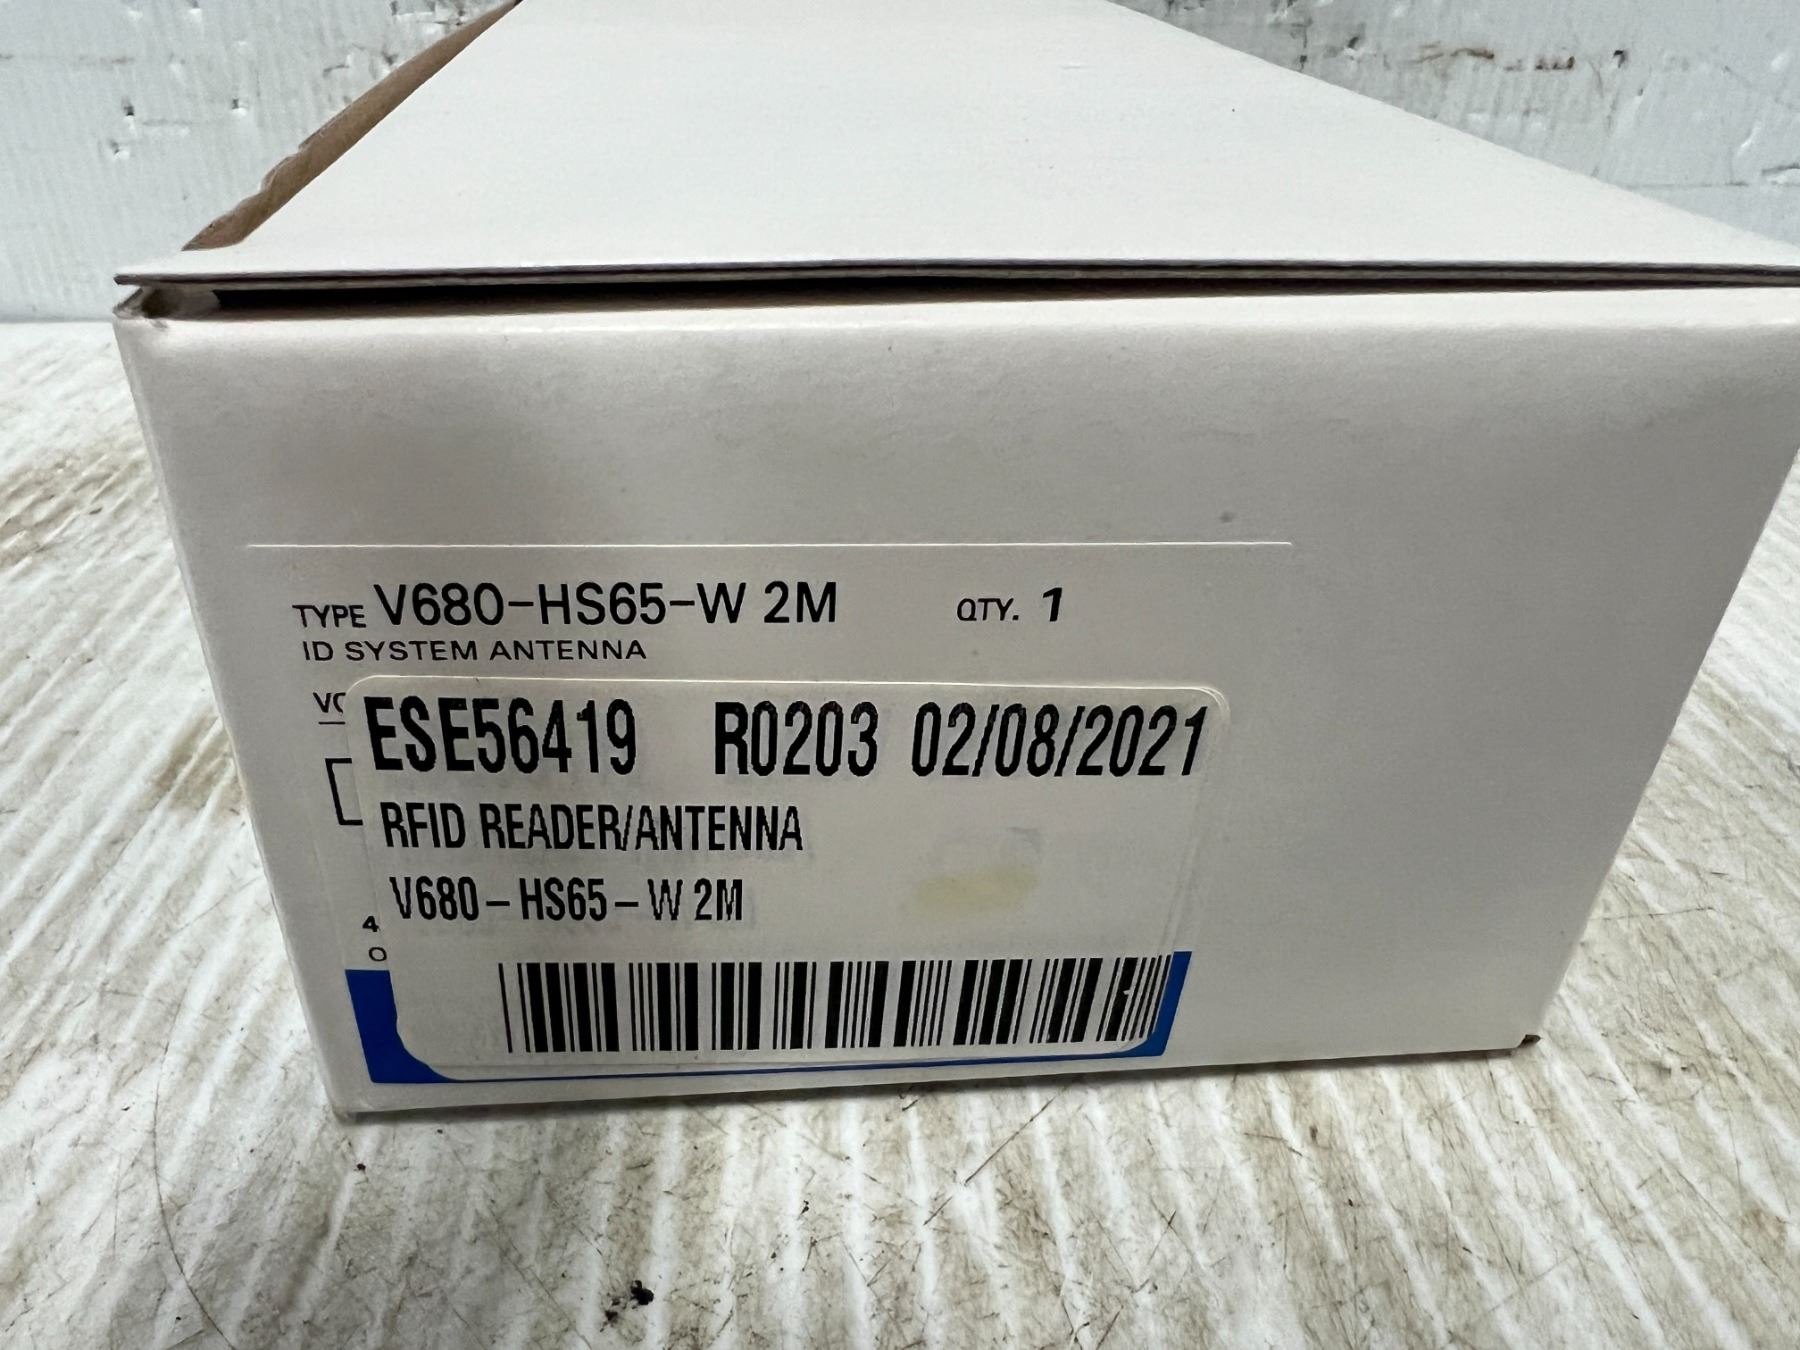 TYPE V680-HS65-W 2M QTY. 1
ID SYSTEM ANTENNA
ESE56419 R0203 02/08/2021
RFID READER/ANTENNA
V680-HS65-W 2M